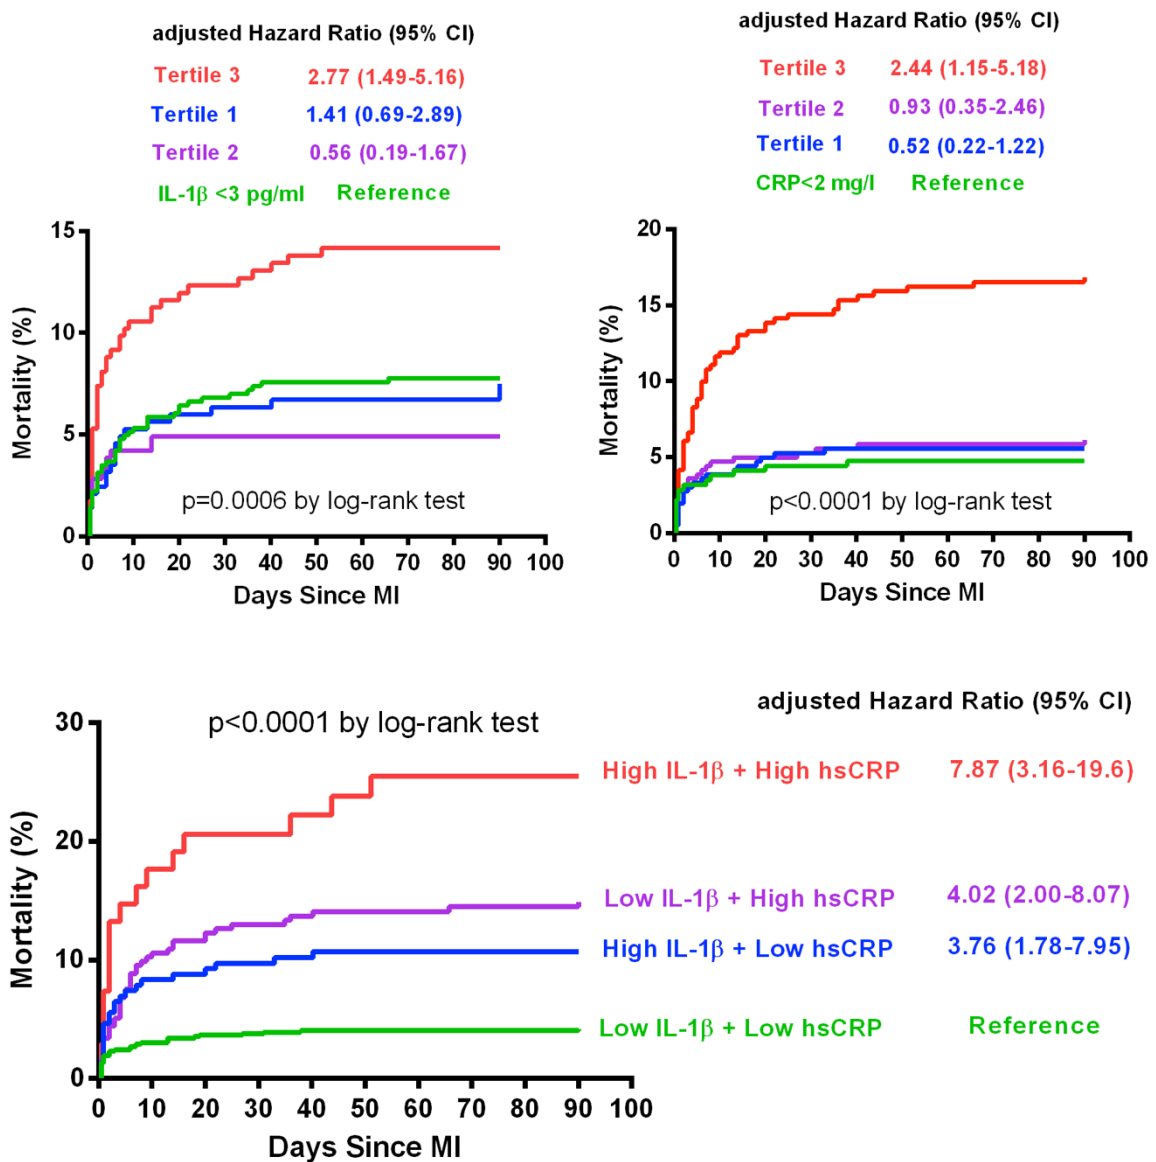 adjusted Hazard Ratio (95% CI)
Tertile 3 2.77 (1.49-5.16)
Tertile 1 1.41 (0.69-2.89)
Tertile 2 0.56 (0.19-1.67)
IL-1β <3 pg/ml Reference
15
10
5
0
Mortality (%)
p=0.0006 by log-rank test
0 10 20 30 40 50 60 70 80 90 100
Days Since MI
adjusted Hazard Ratio (95% CI)
Tertile 3 2.44 (1.15-5.18)
Tertile 2 0.93 (0.35-2.46)
Tertile 1 0.52 (0.22-1.22)
CRP<2 mg/l Reference
20
15
10
5
0
Mortality (%)
p<0.0001 by log-rank test
0 10 20 30 40 50 60 70 80 90 100
Days Since MI
p<0.0001 by log-rank test
30
20
10
0
Mortality (%)
0 10 20 30 40 50 60 70 80 90 100
Days Since MI
adjusted Hazard Ratio (95% CI)
High IL-1β + High hsCRP 7.87 (3.16-19.6)
Low IL-1β + High hsCRP 4.02 (2.00-8.07)
High IL-1β + Low hsCRP 3.76 (1.78-7.95)
Low IL-1β + Low hsCRP Reference